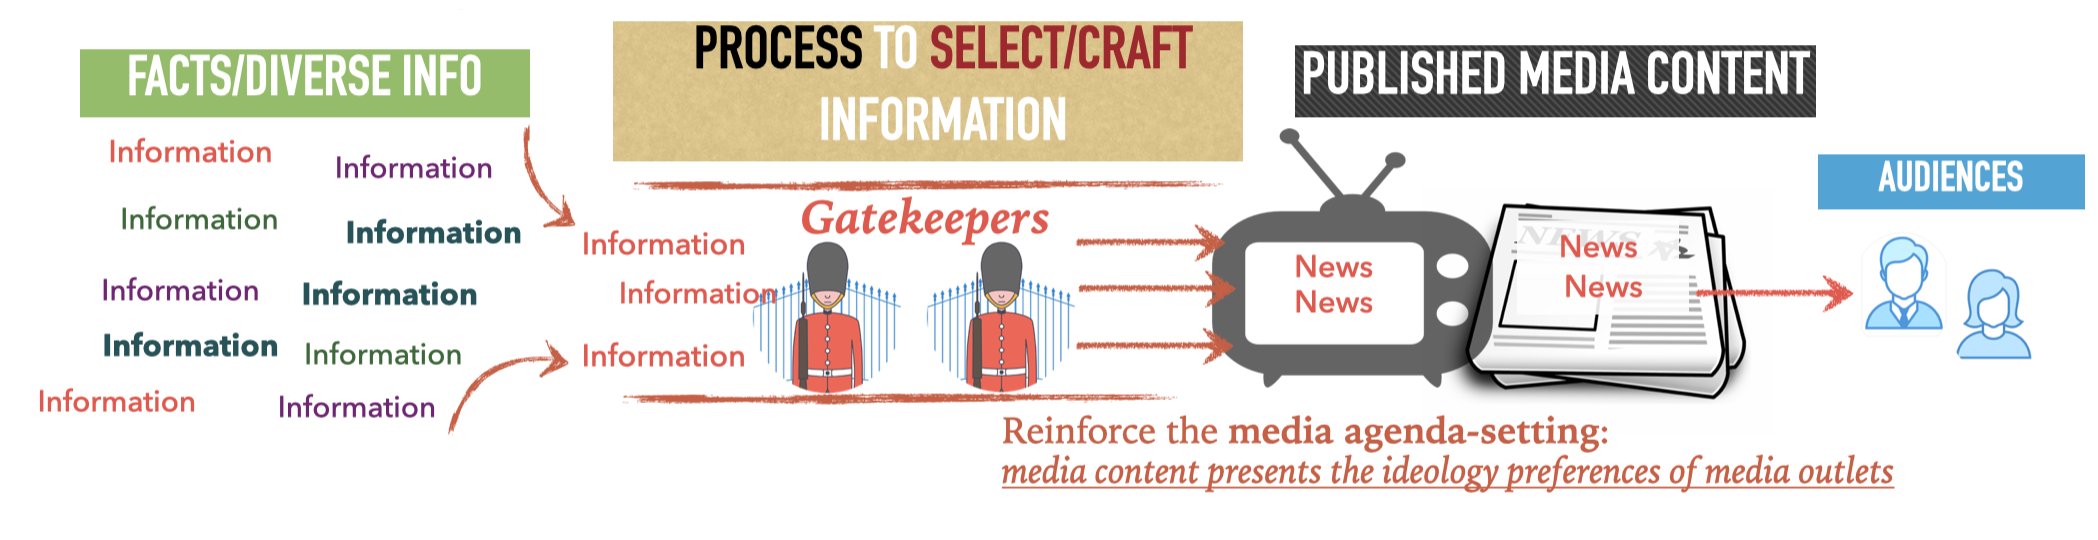 FACTS/DIVERSE INFO
Information
Information
Information
Information
Information
Information
Information
Information
Information
Information
PROCESS TO SELECT/CRAFT
INFORMATION
Gatekeepers
Information
Information
Information
PUBLISHED MEDIA CONTENT
News
News
NEWS
News
News
AUDIENCES
Reinforce the media agenda-setting:
media content presents the ideology preferences of media outlets